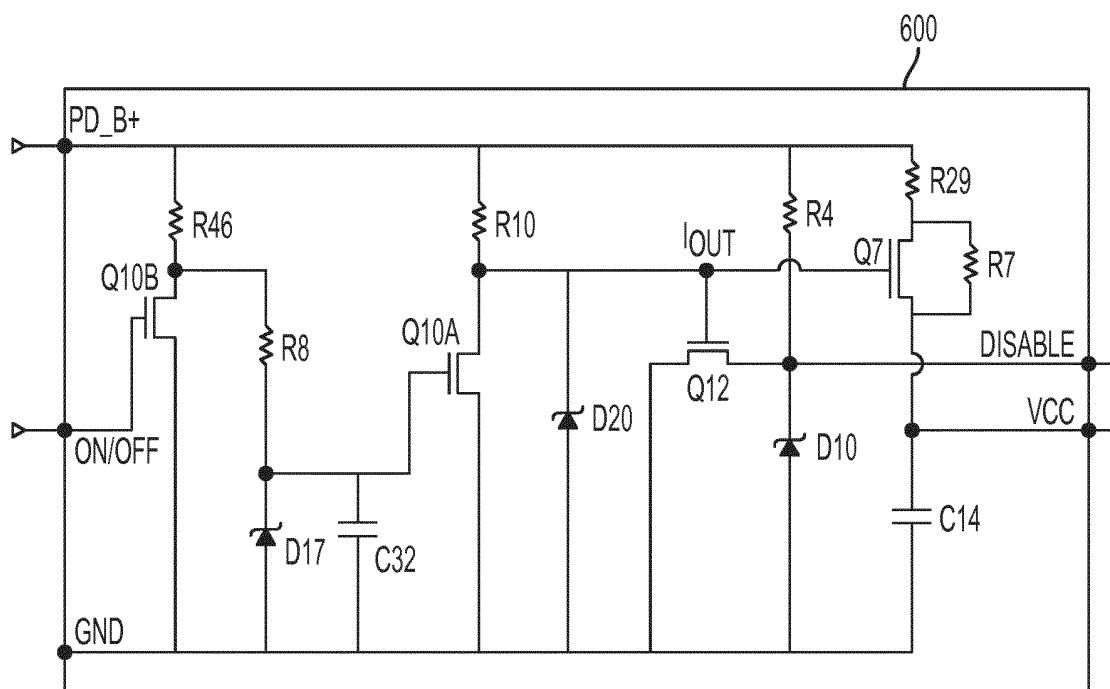 600
PD_B+
R46
R10
R4
R29
IOUT
Q7
R7
Q10B
R8
Q10A
DISABLE
Q12
VCC
ON/OFF
D20
D10
D17
C32
C14
GND